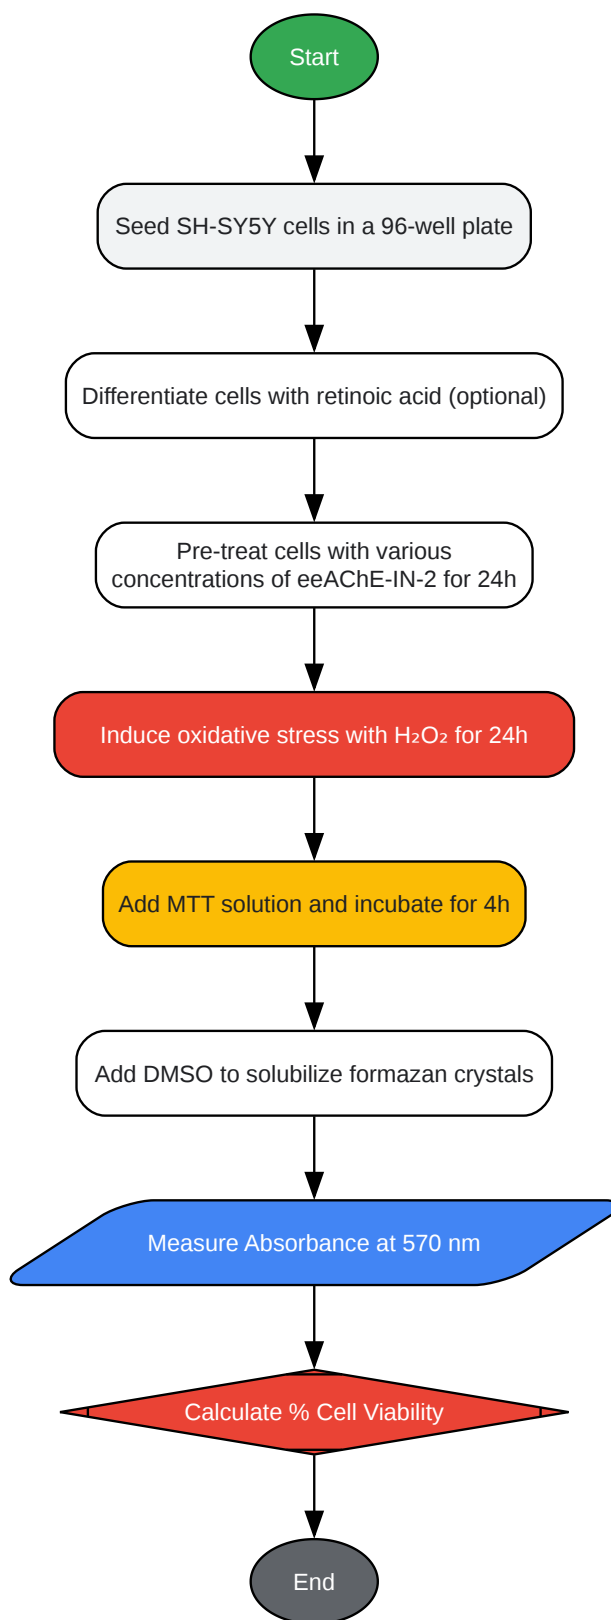 Start
Seed SH-SY5Y cells in a 96-well plate
Differentiate cells with retinoic acid (optional)
Pre-treat cells with various
concentrations of eeAChE-IN-2 for 24h
Induce oxidative stress with H₂O₂ for 24h
Add MTT solution and incubate for 4h
Add DMSO to solubilize formazan crystals
Measure Absorbance at 570 nm
Calculate % Cell Viability
End